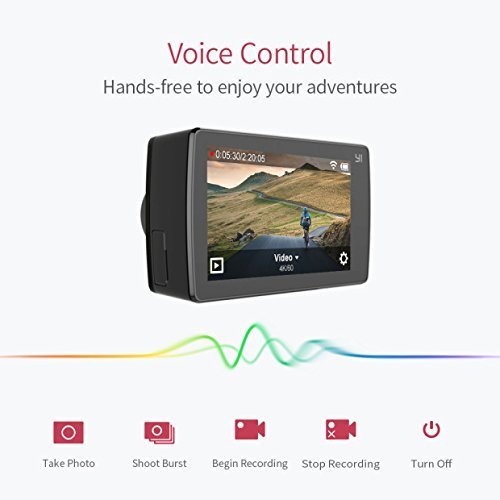 Voice Control
Hands-free to enjoy your adventures
0:05:30/2:20:05
YI
Video
4K/60
Take Photo
Shoot Burst
Begin Recording
Stop Recording
Turn Off